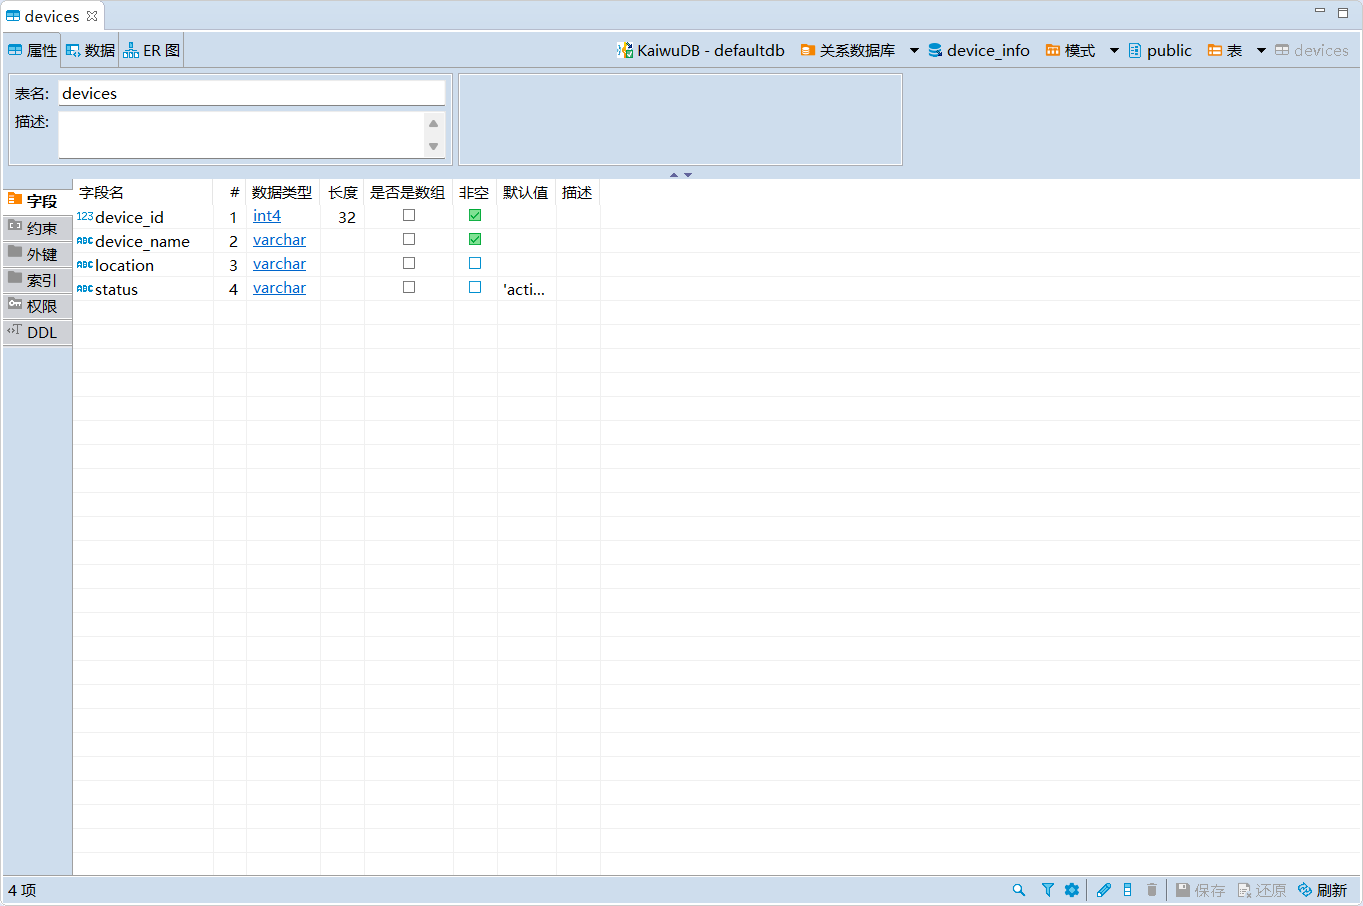 devices
属性 数据 ER 图 KaiwuDB - defaultdb 关系数据库 device_info 模式 public 表 devices
表名: devices
描述:
字段
约束
外键
索引
权限
DDL
字段名 # 数据类型 长度 是否是数组 非空 默认值 描述
123 device_id 1 int4 32
ABC device_name 2 varchar
ABC location 3 varchar
ABC status 4 varchar 'acti...
4 项 保存 还原 刷新